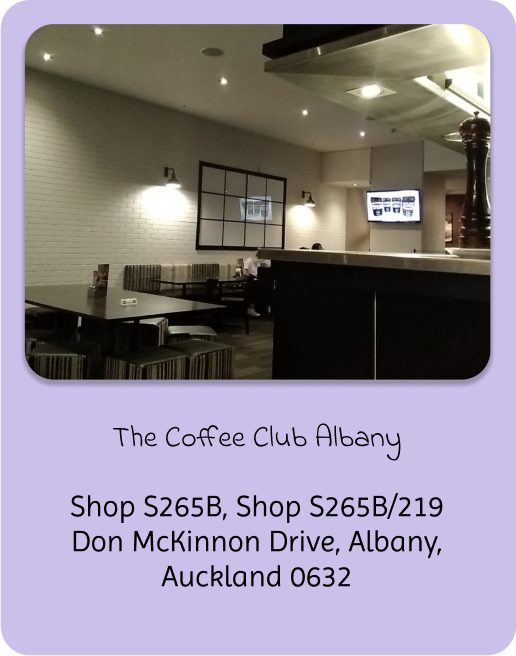 The Coffee Club Albany
Shop S265B, Shop S265B/219
Don McKinnon Drive, Albany,
Auckland 0632